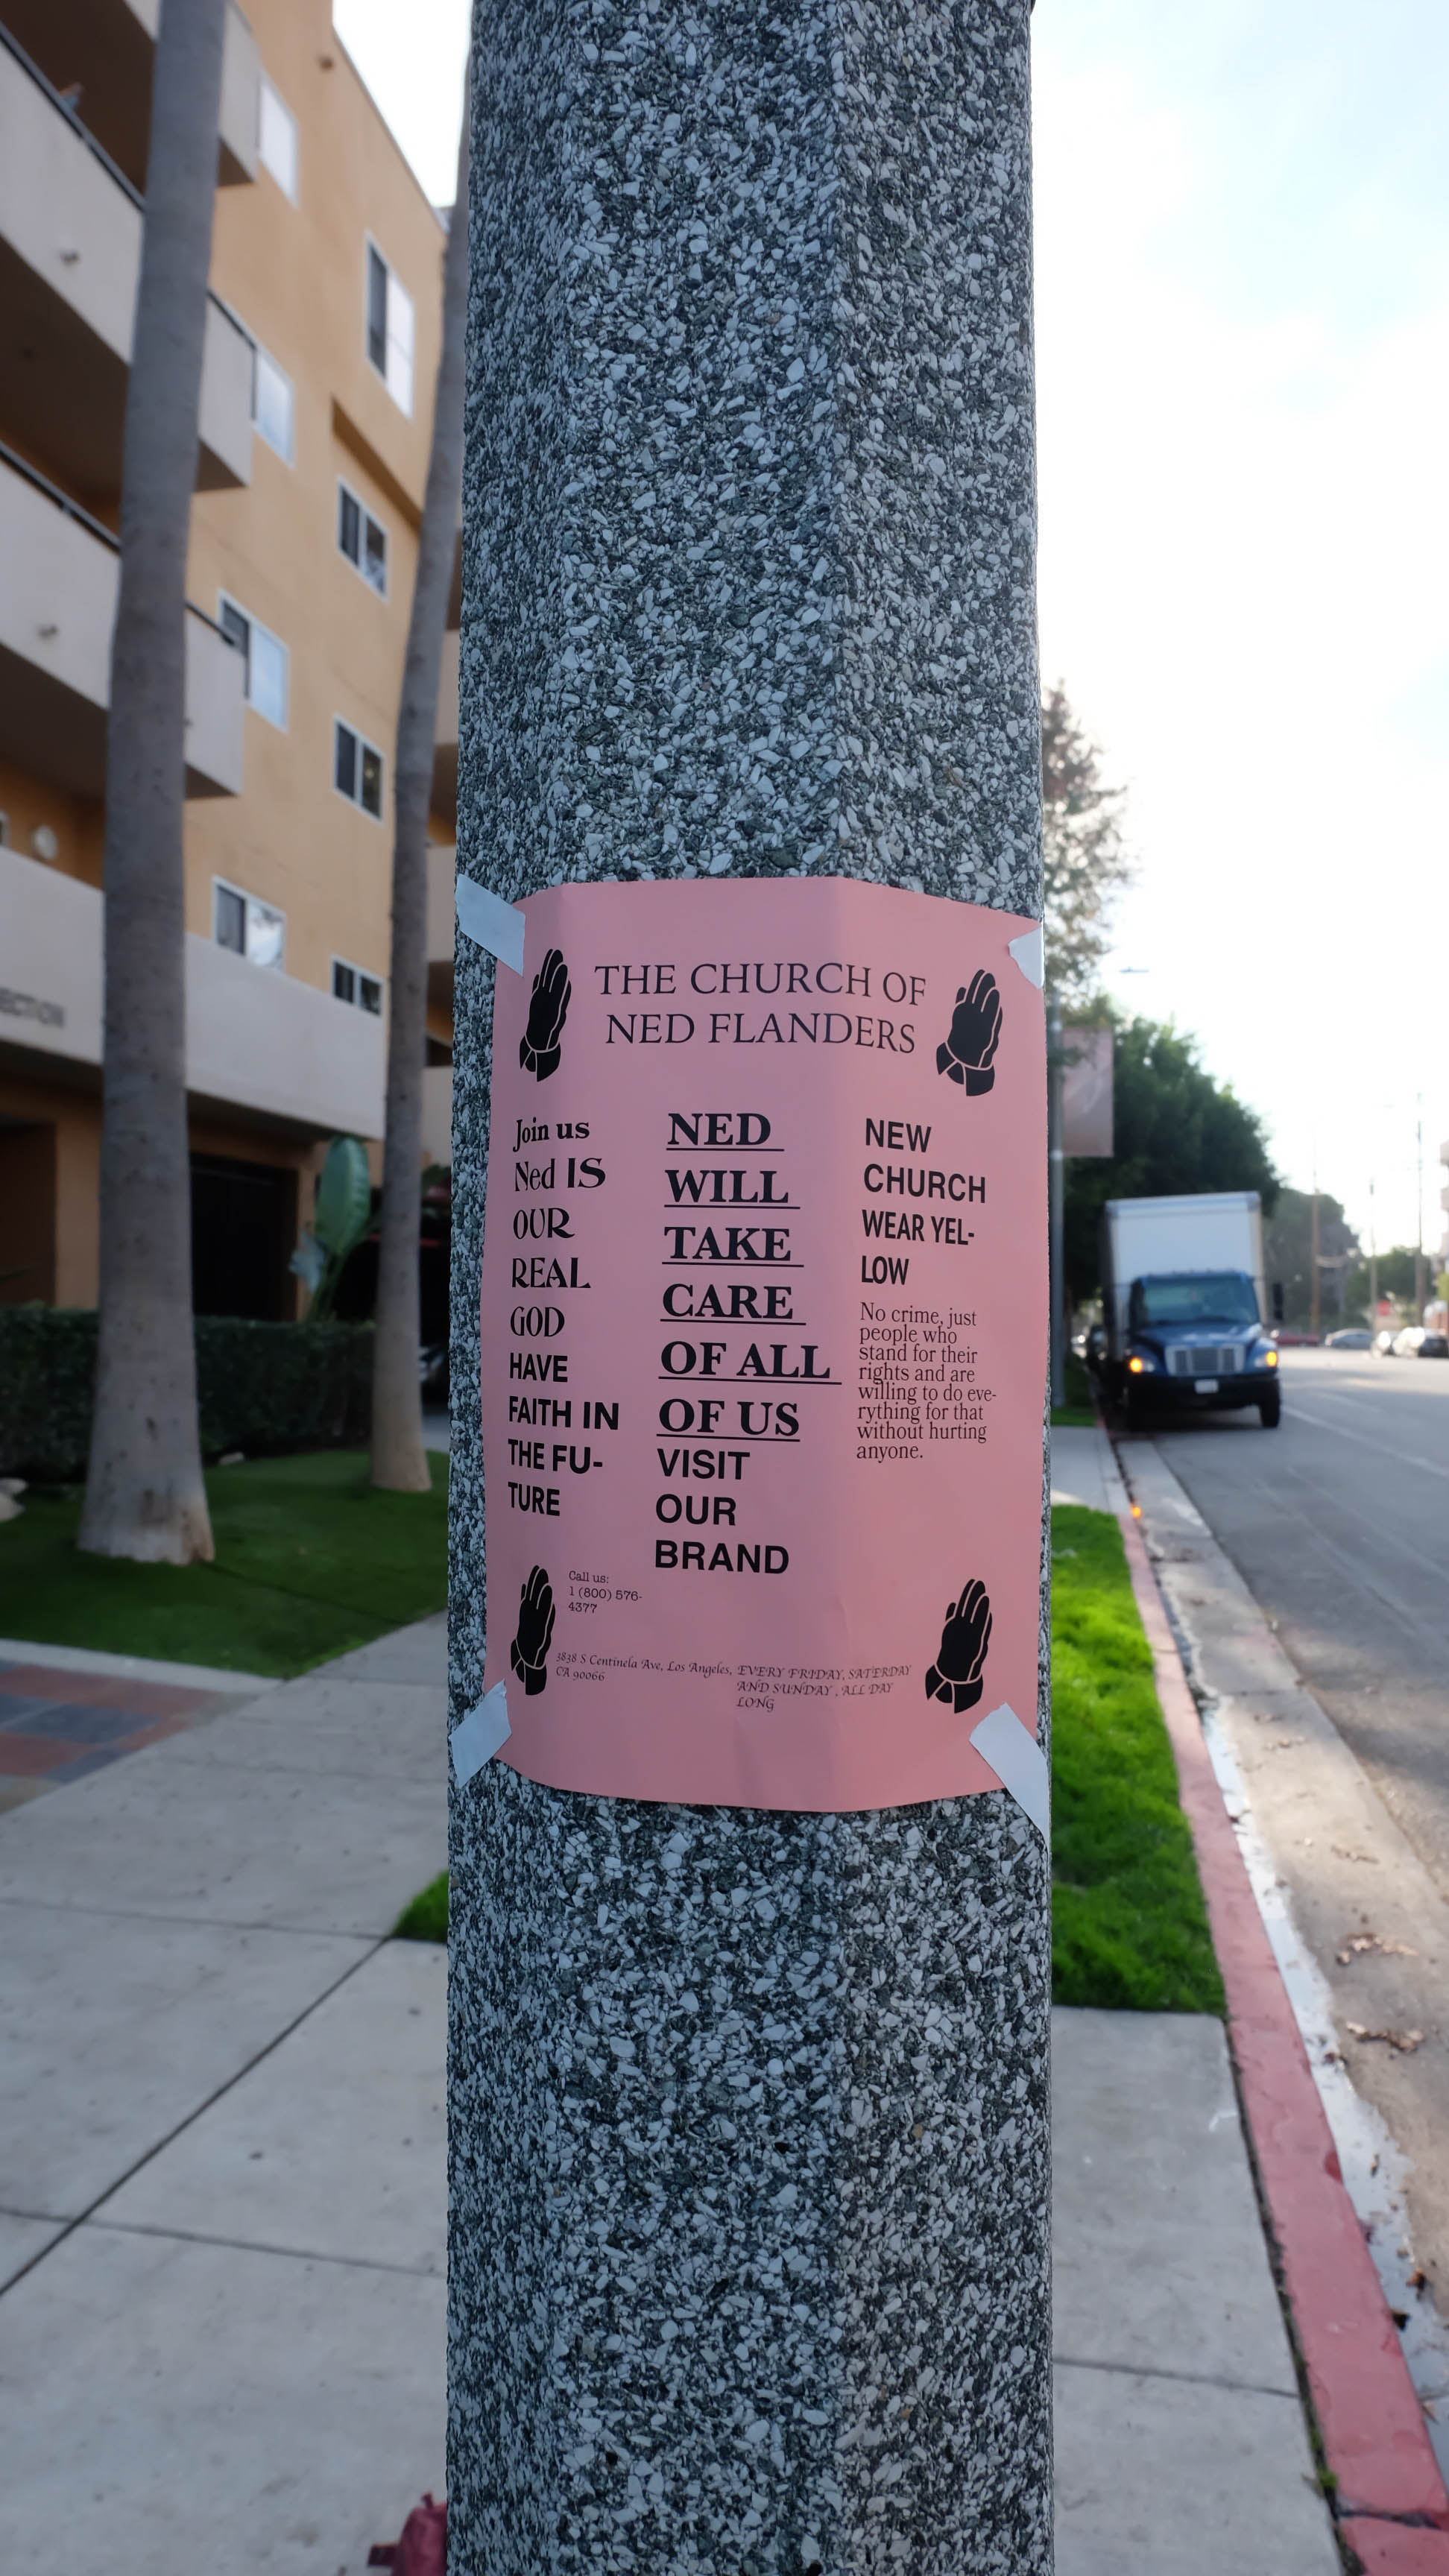 THE CHURCH OF
NED FLANDERS
Join us
Ned IS
OUR
REAL
GOD
HAVE
FAITH IN
THE FU-
TURE
NED
WILL
TAKE
CARE
OF ALL
OF US
VISIT
OUR
BRAND
NEW
CHURCH
WEAR YEL-
LOW
No crime, just
people who
stand for their
rights and are
willing to do eve-
rything for that
without hurting
anyone.
Call us:
1 (800) 576-
4377
3838 S Centinela Ave, Los Angeles,
CA 90066
EVERY FRIDAY, SATERDAY
AND SUNDAY , ALL DAY
LONG